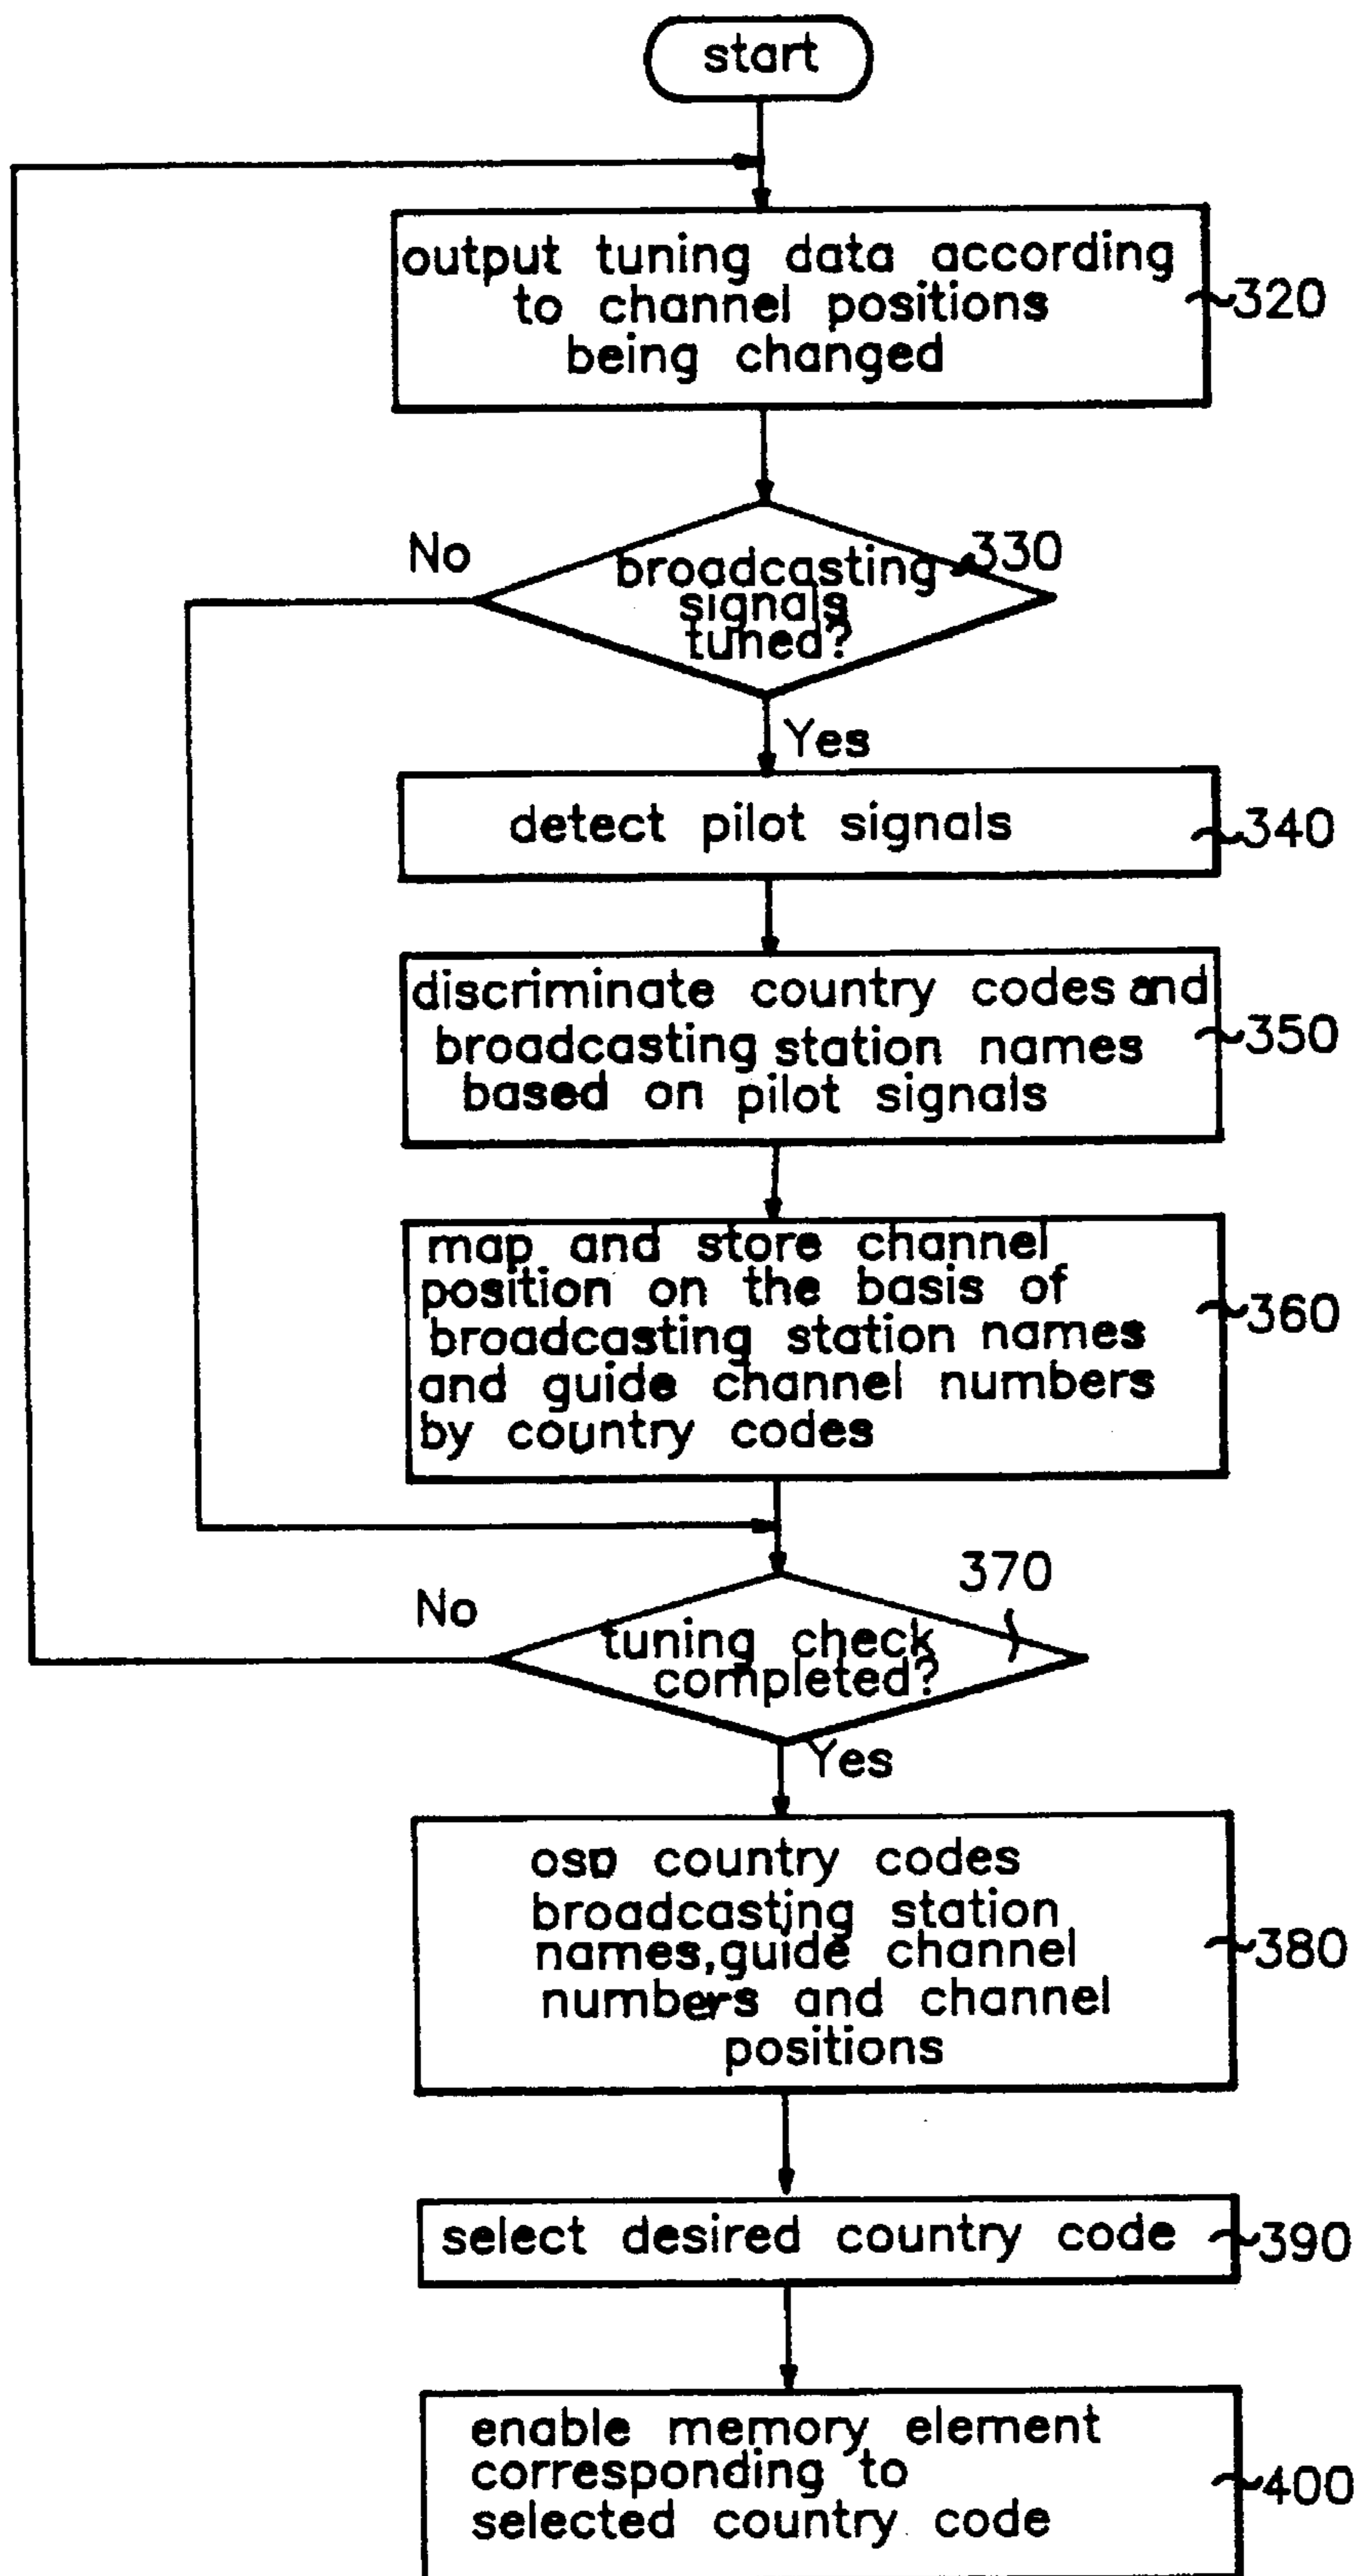 start
output tuning data according
to channel positions
being changed
320
No
broadcasting
signals
tuned?
330
Yes
detect pilot signals
340
discriminate country codes and
broadcasting station names
based on pilot signals
350
map and store channel
position on the basis of
broadcasting station names
and guide channel numbers
by country codes
360
No
tuning check
completed?
370
Yes
OSD country codes
broadcasting station
names,guide channel
numbers and channel
positions
380
select desired country code
390
enable memory element
corresponding to
selected country code
400